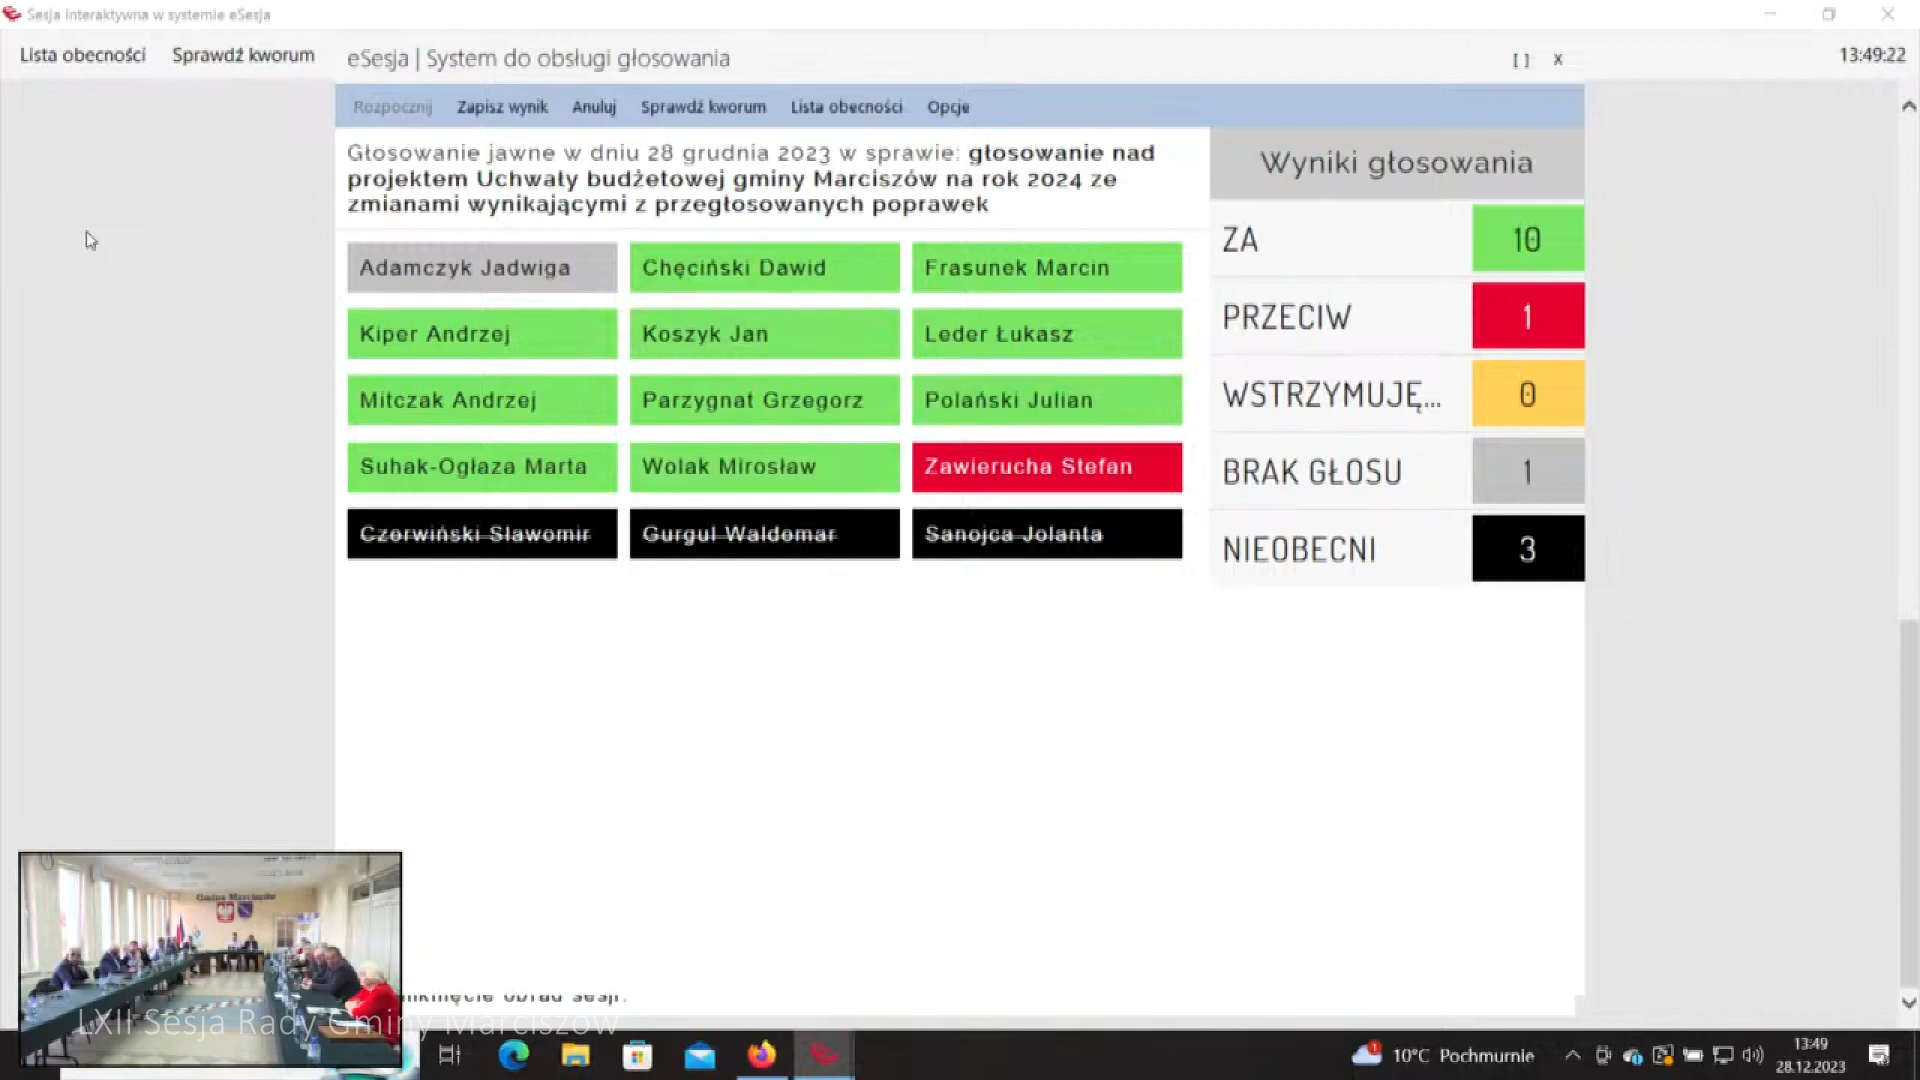 Sesja interaktywna w systemie eSesja
Lista obecności Sprawdź kworum
eSesja | System do obsługi głosowania
[ ] x
13:49:22
Rozpocznij Zapisz wynik Anuluj Sprawdź kworum Lista obecności Opcje
Głosowanie jawne w dniu 28 grudnia 2023 w sprawie: głosowanie nad
projektem Uchwały budżetowej gminy Marciszów na rok 2024 ze
zmianami wynikającymi z przegłosowanych poprawek
Adamczyk Jadwiga Chęciński Dawid Frasunek Marcin
Kiper Andrzej Koszyk Jan Leder Łukasz
Mitczak Andrzej Parzygnat Grzegorz Polański Julian
Suhak-Ogłaza Marta Wolak Mirosław Zawierucha Stefan
Czerwiński Sławomir Gurgul Waldemar Sanojca Jolanta
Wyniki głosowania
ZA 10
PRZECIW 1
WSTRZYMUJĘ... 0
BRAK GŁOSU 1
NIEOBECNI 3
Gmina Marciszów
obrad sesji.
LXII Sesja Rady Gminy Marciszów
10°C Pochmurnie
13:49
28.12.2023